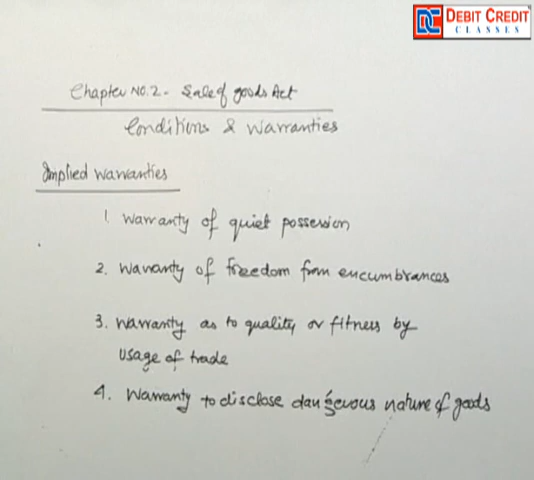 DC DEBIT CREDIT
CLASSES
Chapter No.2 - Sale of goods Act
Conditions & Warranties
Implied Warranties
1. Warranty of quiet possession
2. Warranty of freedom from encumbrances
3. Warranty as to quality or fitness by
usage of trade
4. Warranty to disclose dangerous nature of goods